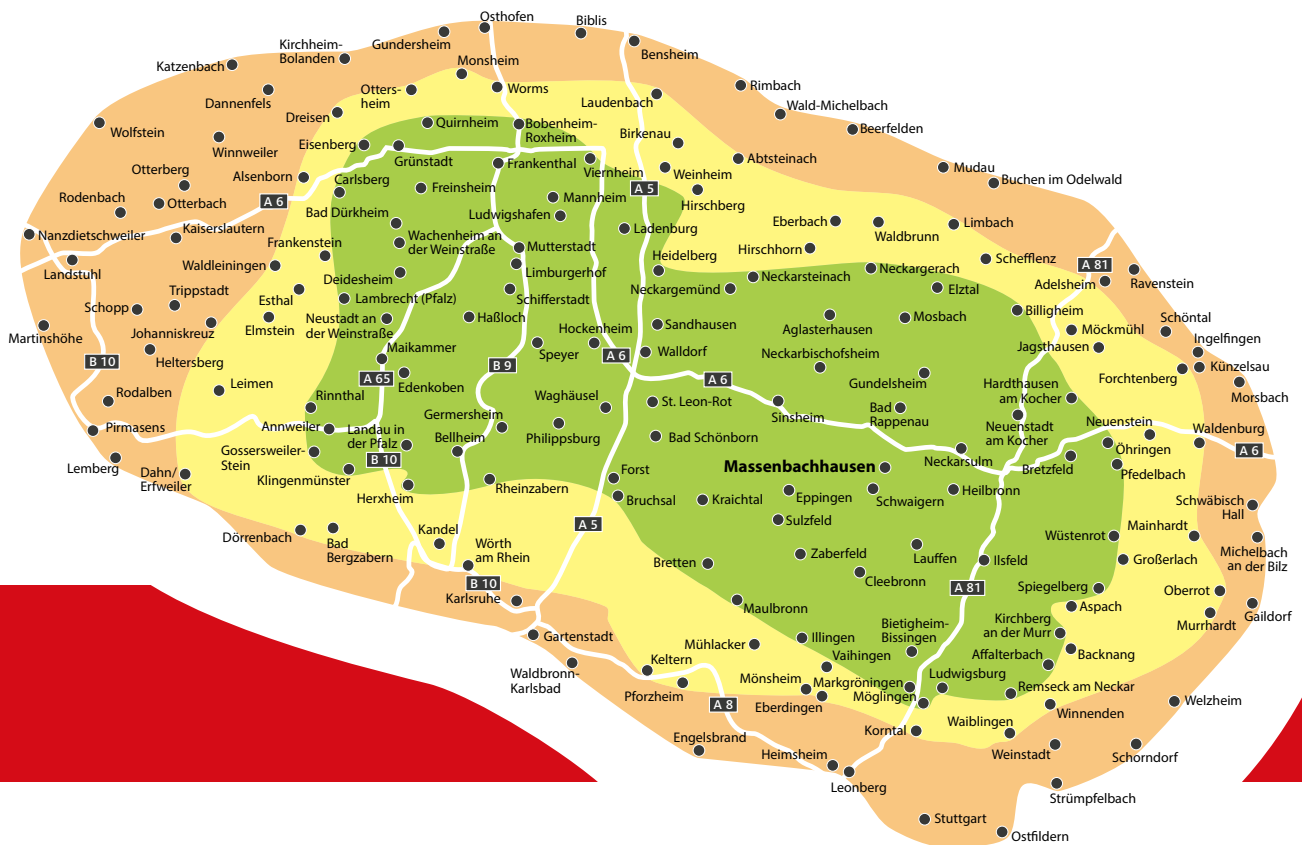 Osthofen
Biblis
Gundersheim
Bensheim
Kirchheim-
Bolanden
Katzenbach
Monsheim
Rimbach
Dannenfels
Otters-
heim
Worms
Laudenbach
Wald-Michelbach
Dreisen
Wolfstein
Quirnheim
Bobenheim-
Roxheim
Birkenau
Beerfelden
Winnweiler
Eisenberg
Grünstadt
Frankenthal
Viernheim
Abtsteinach
Otterberg
Alsenborn
Carlsberg
Freinsheim
Weinheim
Mudau
Buchen im Odelwald
Rodenbach
Otterbach
A 6
Mannheim
A 5
Hirschberg
Bad Dürkheim
Ludwigshafen
Ladenburg
Eberbach
Waldbrunn
Limbach
Nanzdietschweiler
Kaiserslautern
Frankenstein
Wachenheim an
der Weinstraße
Mutterstadt
Hirschhorn
Landstuhl
Waldleiningen
Limburgerhof
Heidelberg
Schefflenz
A 81
Deidesheim
Neckarsteinach
Neckargerach
Adelsheim
Ravenstein
Trippstadt
Esthal
Lambrecht (Pfalz)
Schifferstadt
Neckargemünd
Elztal
Schopp
Billigheim
Martinshöhe
Johanniskreuz
Elmstein
Neustadt an
der Weinstraße
Haßloch
Hockenheim
Sandhausen
Aglasterhausen
Mosbach
Möckmühl
Schöntal
Heltersberg
Maikammer
Speyer
A 6
Walldorf
Neckarbischofsheim
Jagsthausen
Ingelfingen
B 10
A 65
B 9
A 6
Künzelsau
Forchtenberg
Edenkoben
Gundelsheim
Hardthausen
am Kocher
Morsbach
Rodalben
Leimen
Rinnthal
Waghäusel
St. Leon-Rot
Sinsheim
Bad
Rappenau
Neuenstadt
am Kocher
Pirmasens
Annweiler
Landau in
der Pfalz
Germersheim
Bellheim
Philippsburg
Bad Schönborn
Neuenstein
Waldenburg
Öhringen
A 6
Gossersweiler-
Stein
B 10
Lemberg
Dahn/
Erfweiler
Klingenmünster
Massenbachhausen
Neckarsulm
Bretzfeld
Pfedelbach
Forst
Herxheim
Rheinzabern
Bruchsal
Kraichtal
Eppingen
Schwaigern
Heilbronn
Schwäbisch
Hall
Sulzfeld
A 5
Dörrenbach
Bad
Bergzabern
Kandel
Wörth
am Rhein
Wüstenrot
Mainhardt
Michelbach
an der Bilz
Bretten
Zaberfeld
Lauffen
Ilsfeld
Großerlach
B 10
Cleebronn
A 81
Spiegelberg
Oberrot
Karlsruhe
Maulbronn
Aspach
Gaildorf
Murrhardt
Gartenstadt
Mühlacker
Illingen
Bietigheim-
Bissingen
Kirchberg
an der Murr
Waldbronn-
Karlsbad
Keltern
Vaihingen
Affalterbach
Backnang
Pforzheim
Mönsheim
Markgröningen
Ludwigsburg
Remseck am Neckar
Eberdingen
Möglingen
Welzheim
A 8
Winnenden
Engelsbrand
Korntal
Waiblingen
Heimsheim
Weinstadt
Schorndorf
Leonberg
Strümpfelbach
Stuttgart
Ostfildern